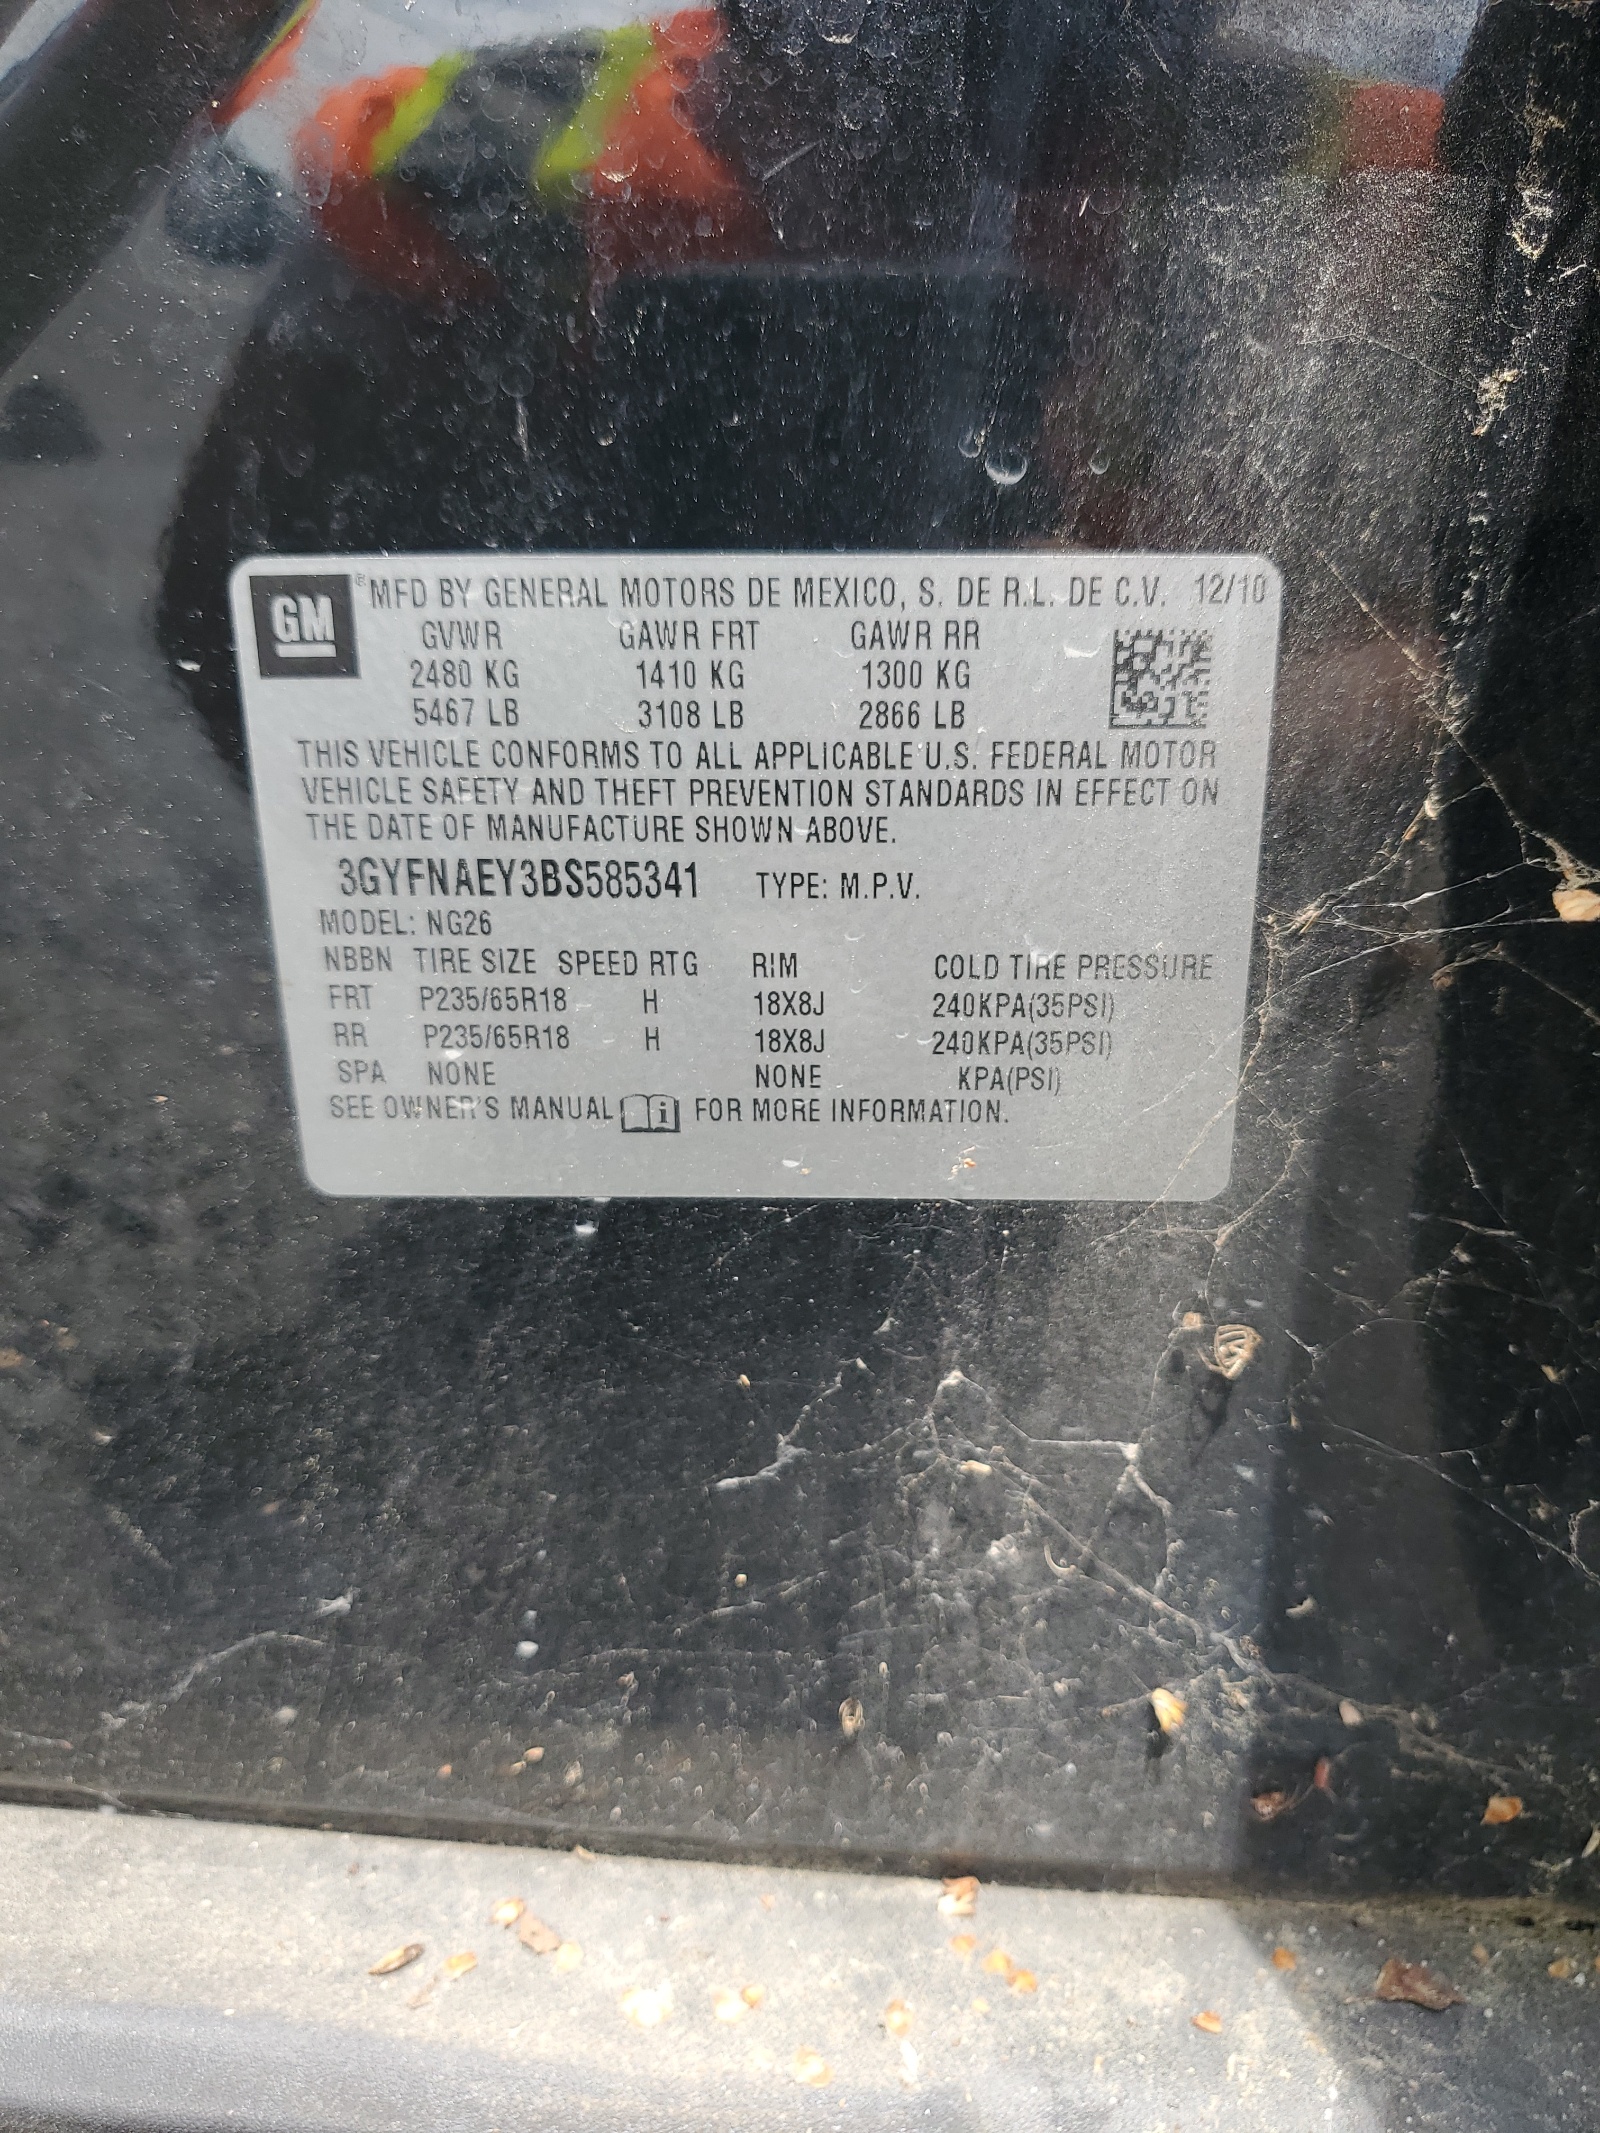 GM ® MFD BY GENERAL MOTORS DE MEXICO, S. DE R.L. DE C.V. 12/10
GVWR GAWR FRT GAWR RR
2480 KG 1410 KG 1300 KG
5467 LB 3108 LB 2866 LB
THIS VEHICLE CONFORMS TO ALL APPLICABLE U.S. FEDERAL MOTOR
VEHICLE SAFETY AND THEFT PREVENTION STANDARDS IN EFFECT ON
THE DATE OF MANUFACTURE SHOWN ABOVE.
3GYFNAEY3BS585341 TYPE: M.P.V.
MODEL: NG26
NBBN TIRE SIZE SPEED RTG RIM COLD TIRE PRESSURE
FRT P235/65R18 H 18X8J 240KPA(35PSI)
RR P235/65R18 H 18X8J 240KPA(35PSI)
SPA NONE NONE KPA(PSI)
SEE OWNER'S MANUAL i FOR MORE INFORMATION.